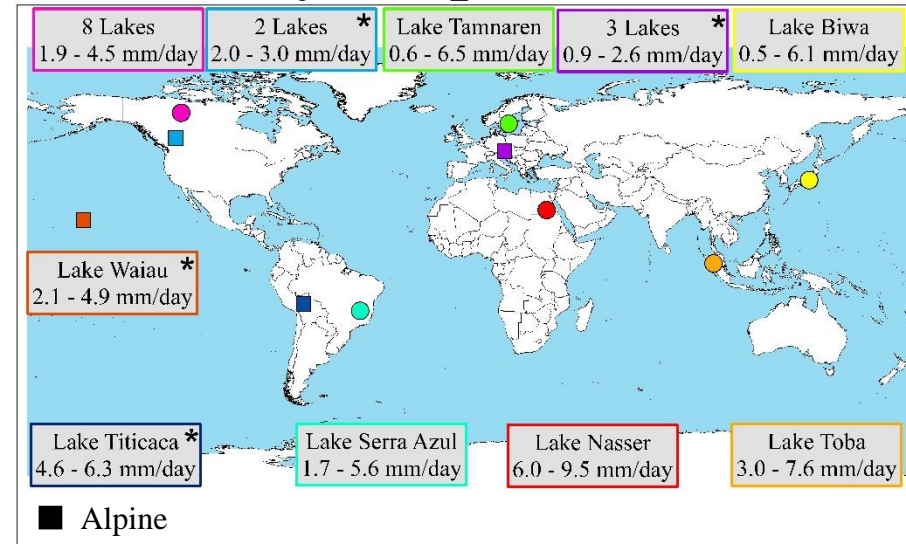 8 Lakes
1.9 - 4.5 mm/day
2 Lakes *
2.0 - 3.0 mm/day
Lake Tamnaren
0.6 - 6.5 mm/day
3 Lakes *
0.9 - 2.6 mm/day
Lake Biwa
0.5 - 6.1 mm/day
Lake Waiau *
2.1 - 4.9 mm/day
Lake Titicaca *
4.6 - 6.3 mm/day
Lake Serra Azul
1.7 - 5.6 mm/day
Lake Nasser
6.0 - 9.5 mm/day
Lake Toba
3.0 - 7.6 mm/day
Alpine